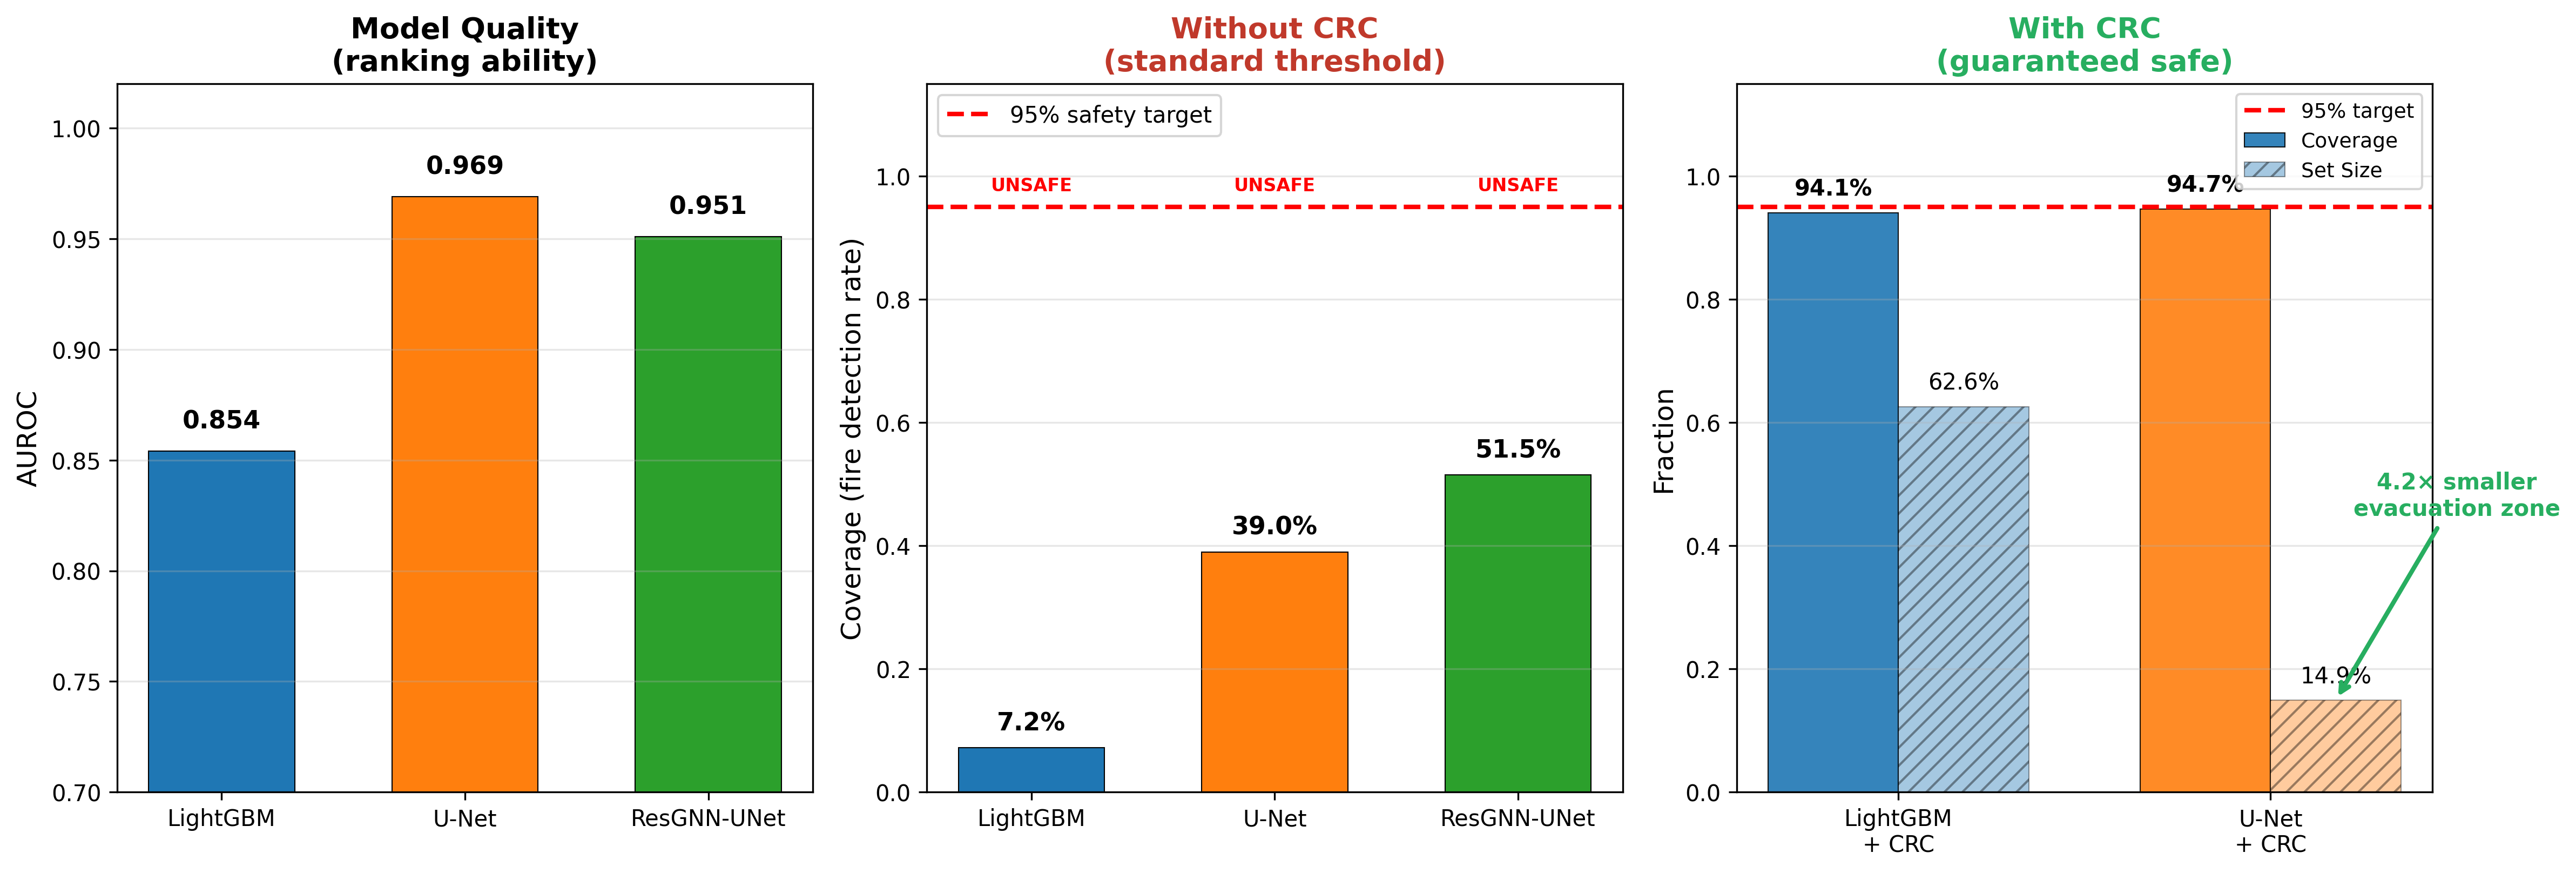 Model Quality
(ranking ability)
AUROC
1.00
0.95
0.90
0.85
0.80
0.75
0.70
0.854
0.969
0.951
LightGBM
U-Net
ResGNN-UNet
Without CRC
(standard threshold)
95% safety target
Coverage (fire detection rate)
1.0
0.8
0.6
0.4
0.2
0.0
UNSAFE
UNSAFE
UNSAFE
7.2%
39.0%
51.5%
LightGBM
U-Net
ResGNN-UNet
With CRC
(guaranteed safe)
95% target
Coverage
Set Size
Fraction
1.0
0.8
0.6
0.4
0.2
0.0
94.1%
94.7%
62.6%
14.9%
4.2× smaller
evacuation zone
LightGBM
+ CRC
U-Net
+ CRC